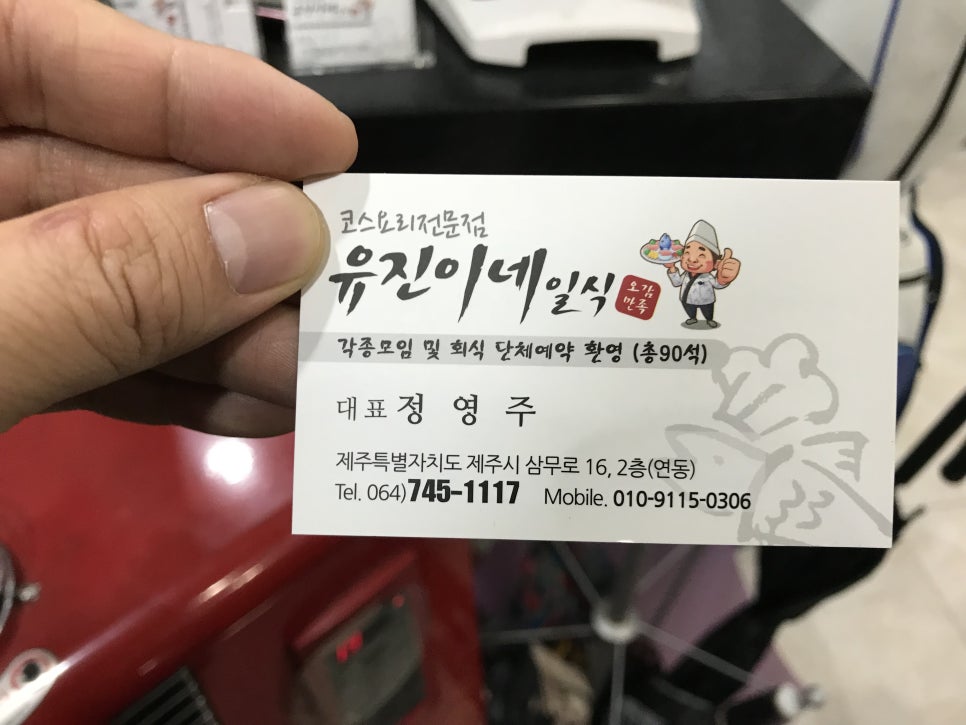 코스요리전문점
유진이네일식
오감
만족
각종모임 및 회식 단체예약 환영 (총90석)
대표 정 영 주
제주특별자치도 제주시 삼무로 16, 2층(연동)
Tel. 064)745-1117 Mobile. 010-9115-0306